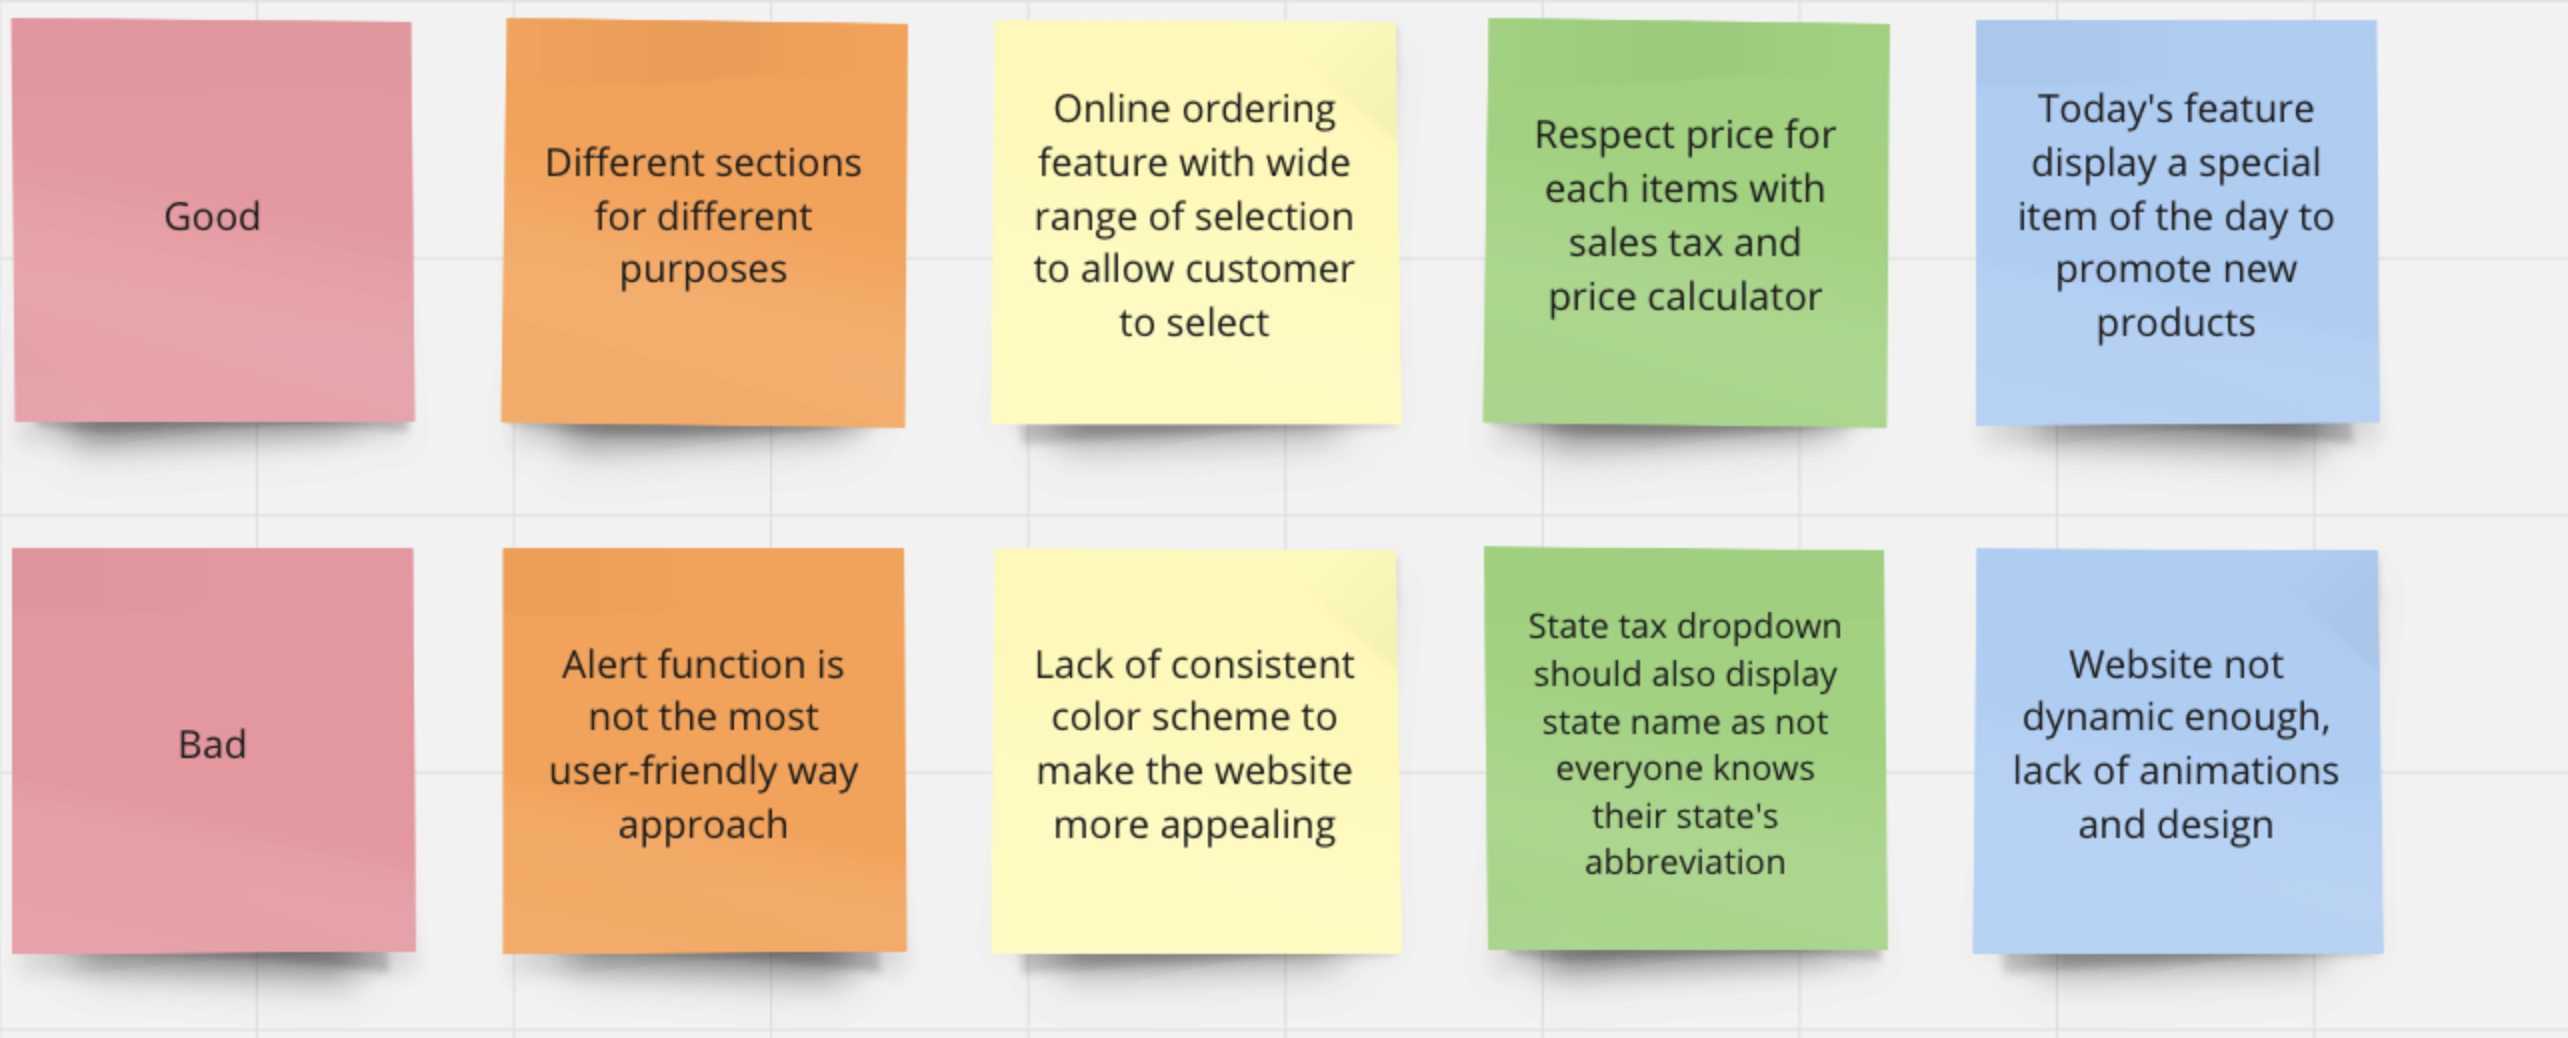 Good
Different sections
for different
purposes
Online ordering
feature with wide
range of selection
to allow customer
to select
Respect price for
each items with
sales tax and
price calculator
Today's feature
display a special
item of the day to
promote new
products
Bad
Alert function is
not the most
user-friendly way
approach
Lack of consistent
color scheme to
make the website
more appealing
State tax dropdown
should also display
state name as not
everyone knows
their state's
abbreviation
Website not
dynamic enough,
lack of animations
and design